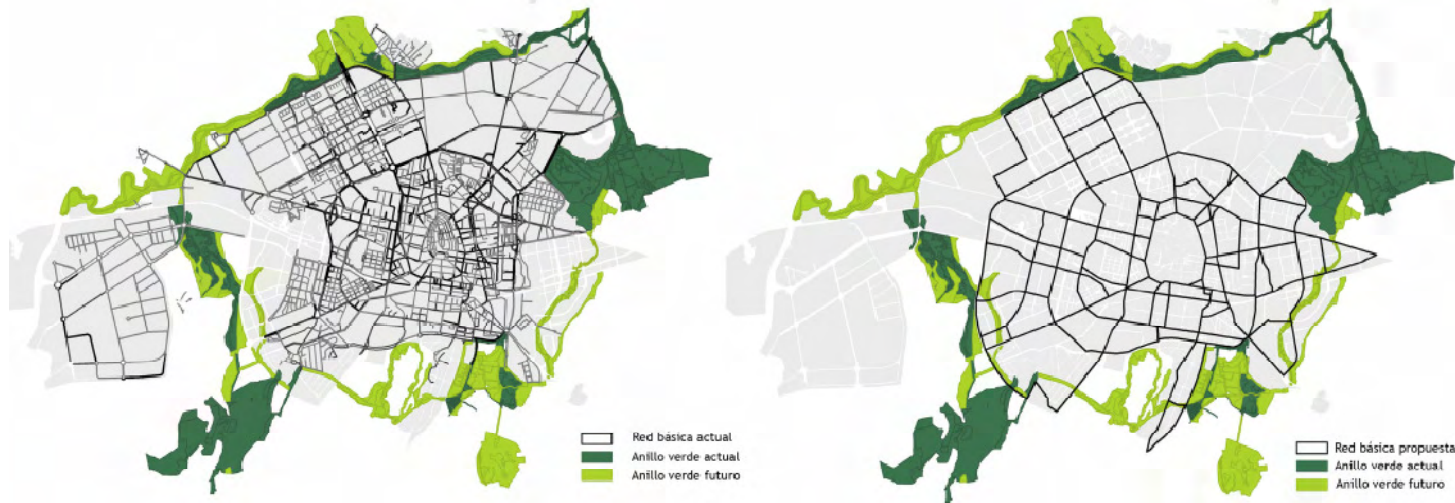 Red básica actual
Anillo verde actual
Anillo verde futuro
Red básica propuesta
Anillo verde actual
Anillo verde futuro